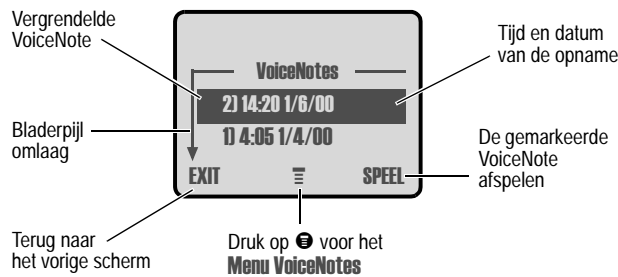 Vergrendelde
VoiceNote
Tijd en datum
van de opname
VoiceNotes
2) 14:20 1/6/00
1) 4:05 1/4/00
Bladerpijl
omlaag
De gemarkeerde
VoiceNote
afspelen
EXIT
SPEEL
Terug naar
het vorige scherm
Druk op voor het
Menu VoiceNotes